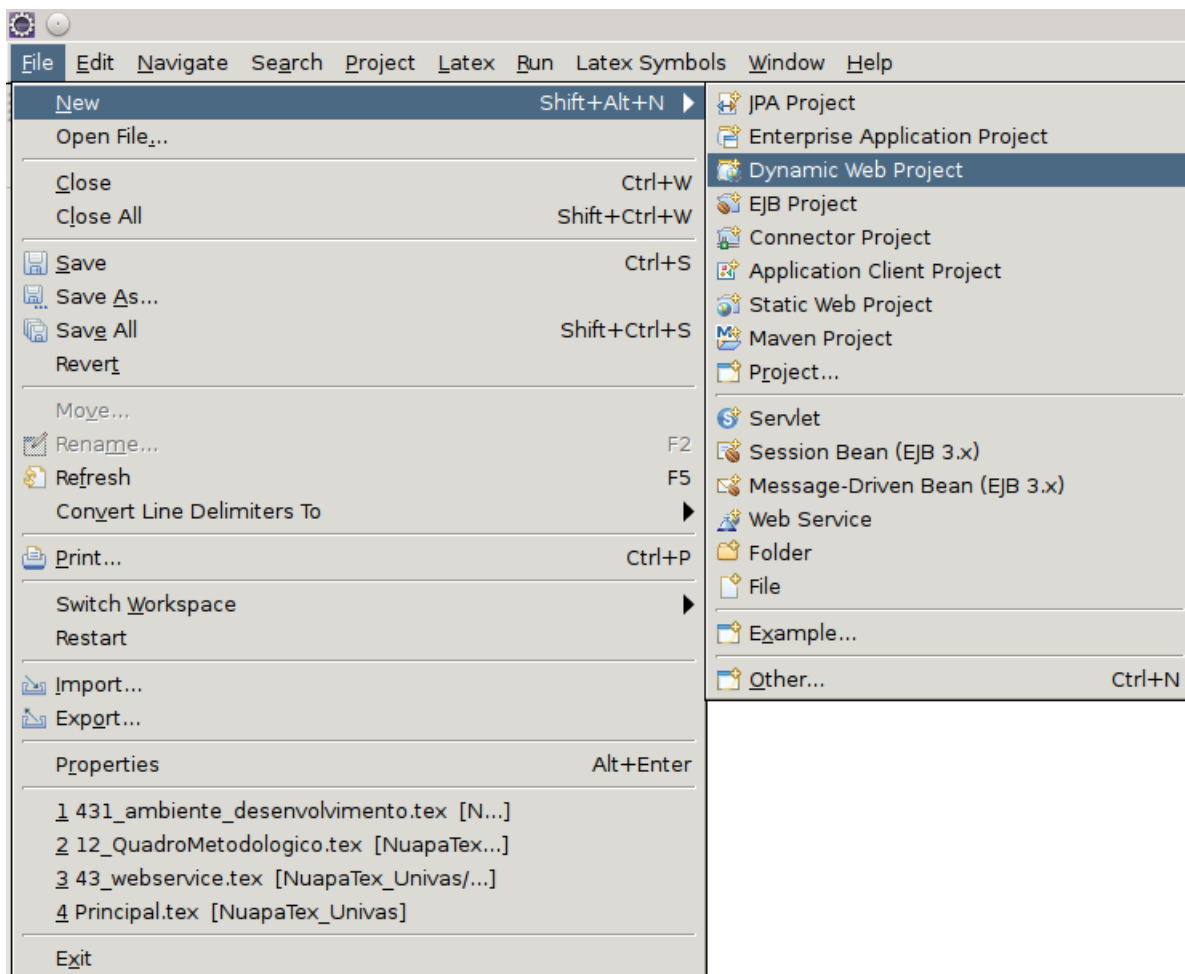 File Edit Navigate Search Project Latex Run Latex Symbols Window Help
New Shift+Alt+N
Open File...
Close Ctrl+W
Close All Shift+Ctrl+W
Save Ctrl+S
Save As...
Save All Shift+Ctrl+S
Revert
Move...
Rename... F2
Refresh F5
Convert Line Delimiters To
Print... Ctrl+P
Switch Workspace
Restart
Import...
Export...
Properties Alt+Enter
1 431_ambiente_desenvolvimento.tex [N...]
2 12_QuadroMetodologico.tex [NuapaTex...]
3 43_webservice.tex [NuapaTex_Univas/...]
4 Principal.tex [NuapaTex_Univas]
Exit
JPA Project
Enterprise Application Project
Dynamic Web Project
EJB Project
Connector Project
Application Client Project
Static Web Project
Maven Project
Project...
Servlet
Session Bean (EJB 3.x)
Message-Driven Bean (EJB 3.x)
Web Service
Folder
File
Example...
Other... Ctrl+N